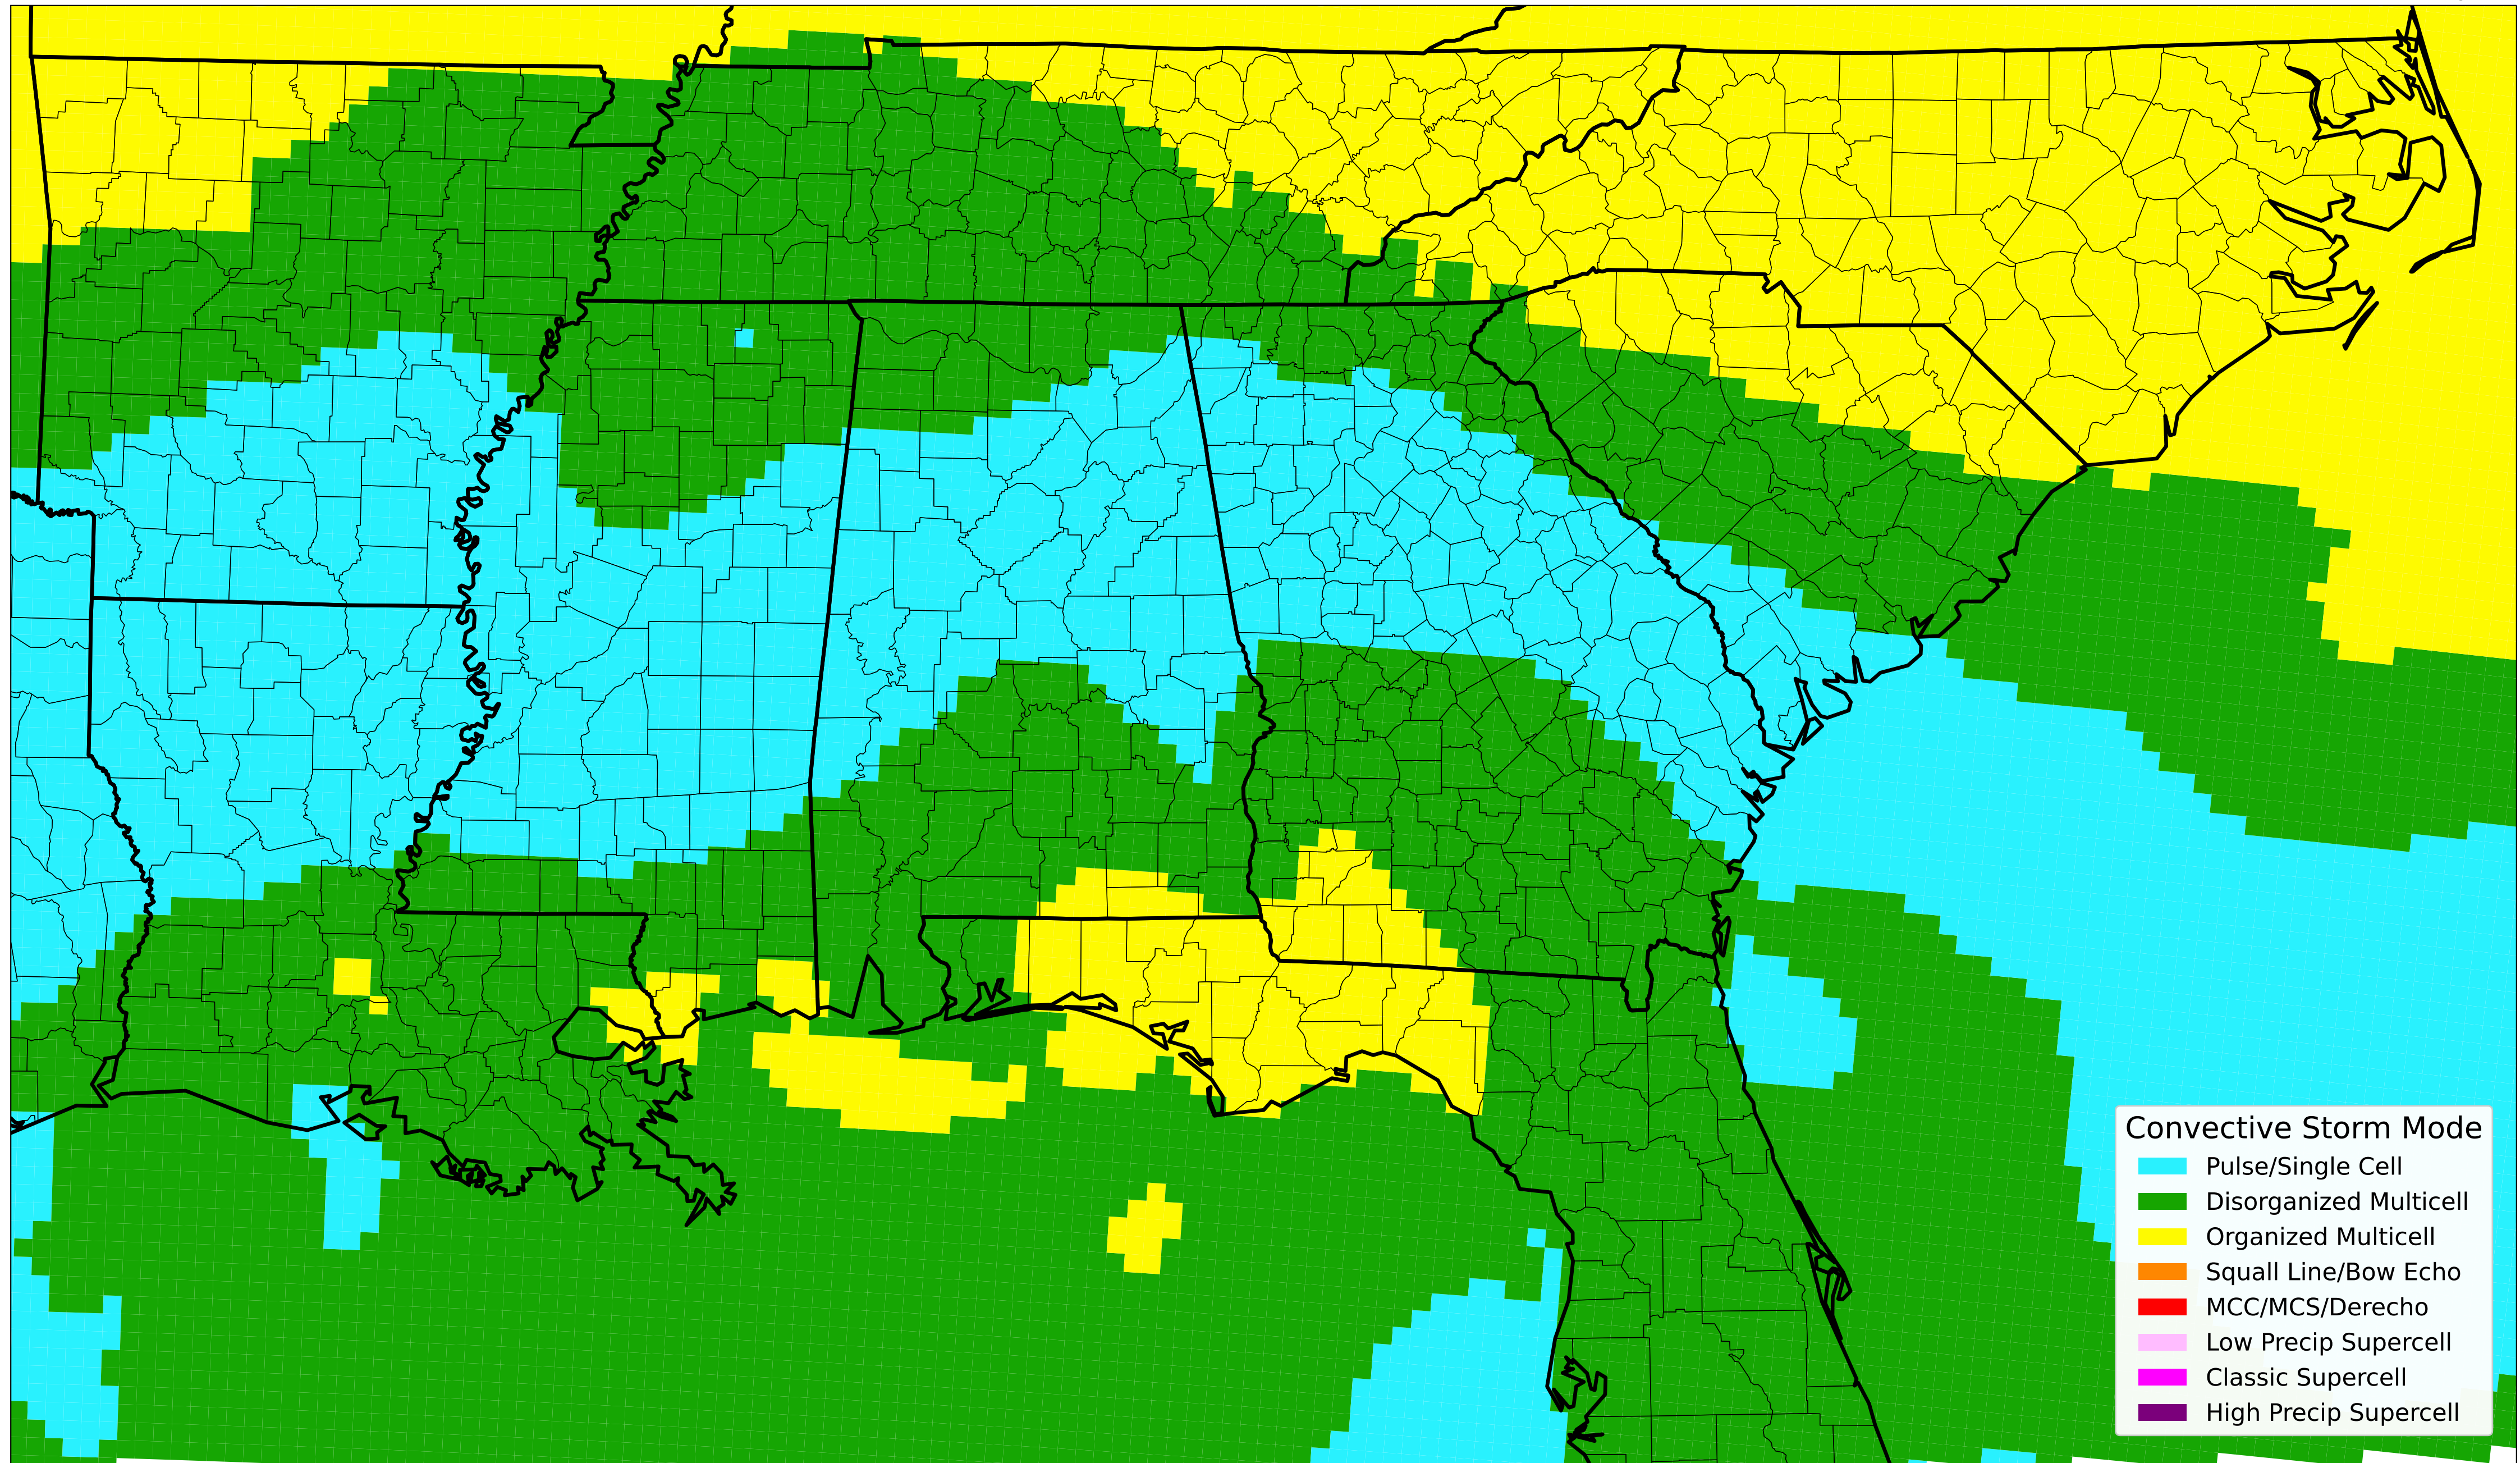 Convective Storm Mode
Pulse/Single Cell
Disorganized Multicell
Organized Multicell
Squall Line/Bow Echo
MCC/MCS/Derecho
Low Precip Supercell
Classic Supercell
High Precip Supercell